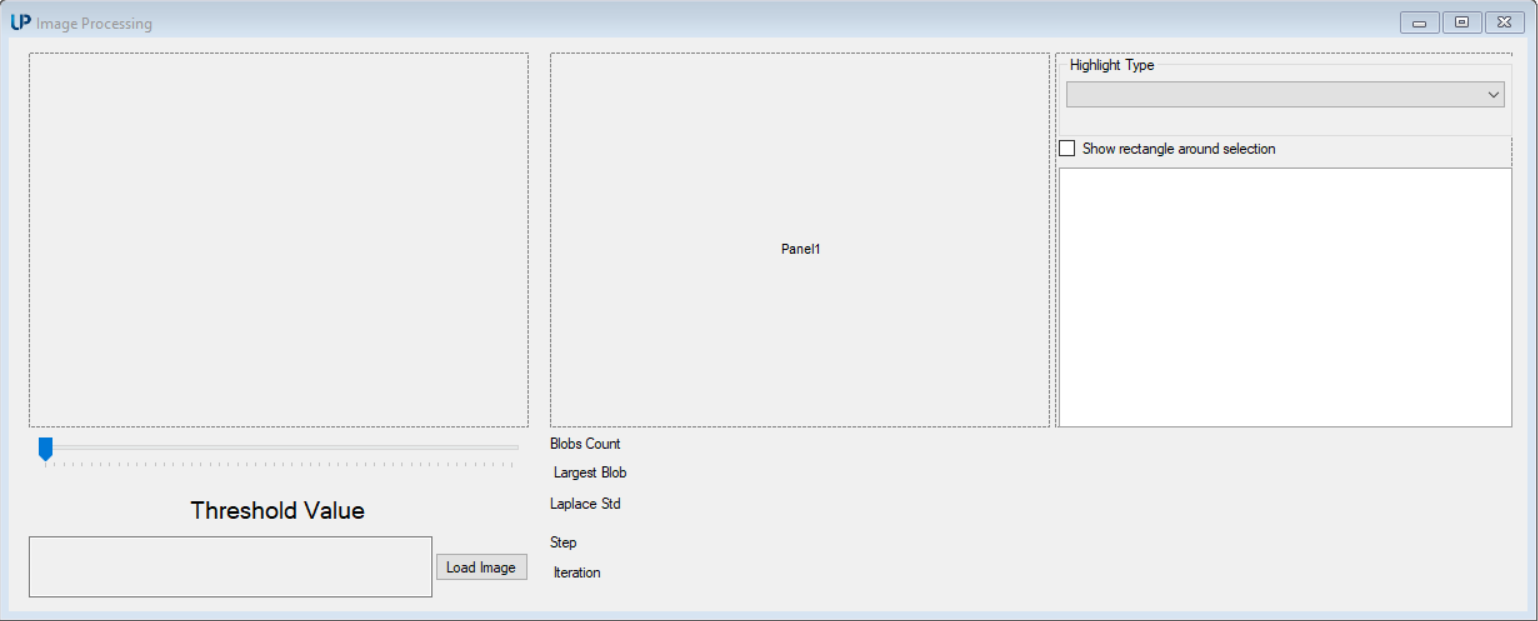 UP Image Processing
Highlight Type
Show rectangle around selection
Panel1
Blobs Count
Largest Blob
Laplace Std
Threshold Value
Step
Load Image
Iteration